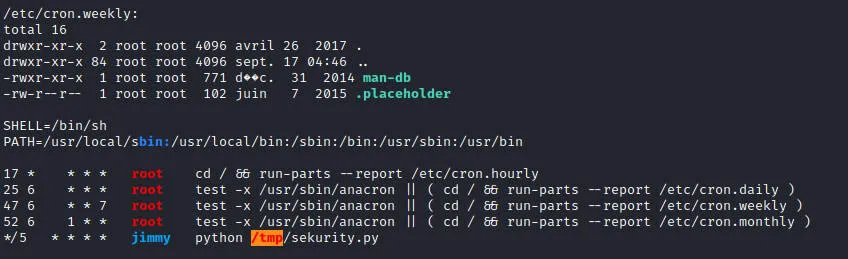 /etc/cron.weekly:
total 16
drwxr-xr-x  2 root root 4096 avril 26  2017 .
drwxr-xr-x 84 root root 4096 sept. 17 04:46 ..
-rwxr-xr-x  1 root root  771 d��c.  31  2014 man-db
-rw-r--r--  1 root root  102 juin   7  2015 .placeholder
SHELL=/bin/sh
PATH=/usr/local/sbin:/usr/local/bin:/sbin:/bin:/usr/sbin:/usr/bin
17 *    * * *   root    cd / && run-parts --report /etc/cron.hourly
25 6    * * *   root    test -x /usr/sbin/anacron || ( cd / && run-parts --report /etc/cron.daily )
47 6    * * 7   root    test -x /usr/sbin/anacron || ( cd / && run-parts --report /etc/cron.weekly )
52 6    1 * *   root    test -x /usr/sbin/anacron || ( cd / && run-parts --report /etc/cron.monthly )
*/5   * * * *   jimmy   python /tmp/sekurity.py